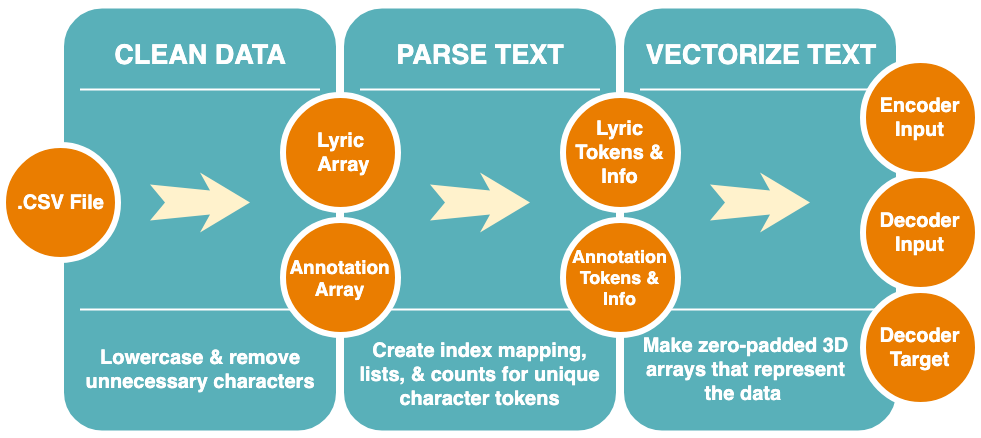 CLEAN DATA
PARSE TEXT
VECTORIZE TEXT
.CSV File
Lyric
Array
Annotation
Array
Lyric
Tokens &
Info
Annotation
Tokens &
Info
Encoder
Input
Decoder
Input
Decoder
Target
Lowercase & remove
unnecessary characters
Create index mapping,
lists, & counts for unique
character tokens
Make zero-padded 3D
arrays that represent
the data